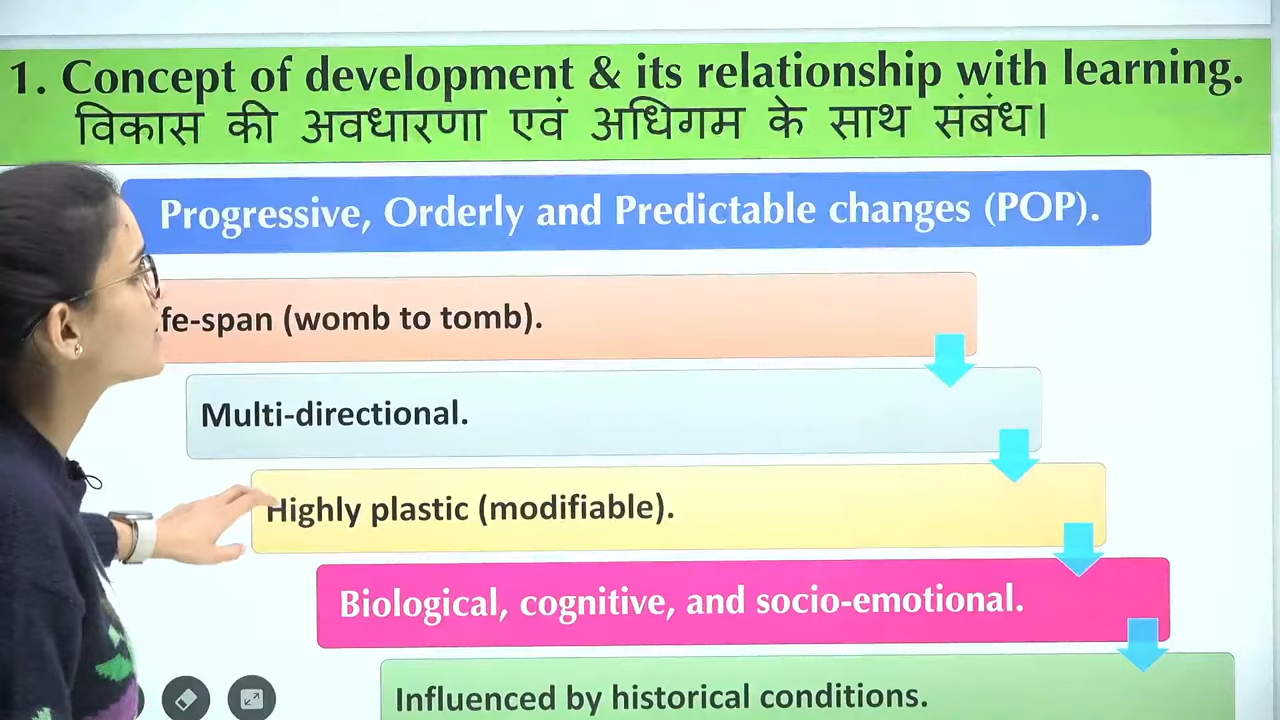 1. Concept of development & its relationship with learning.
विकास की अवधारणा एवं अधिगम के साथ संबंध।
Progressive, Orderly and Predictable changes (POP).
fe-span (womb to tomb).
Multi-directional.
Highly plastic (modifiable).
Biological, cognitive, and socio-emotional.
Influenced by historical conditions.